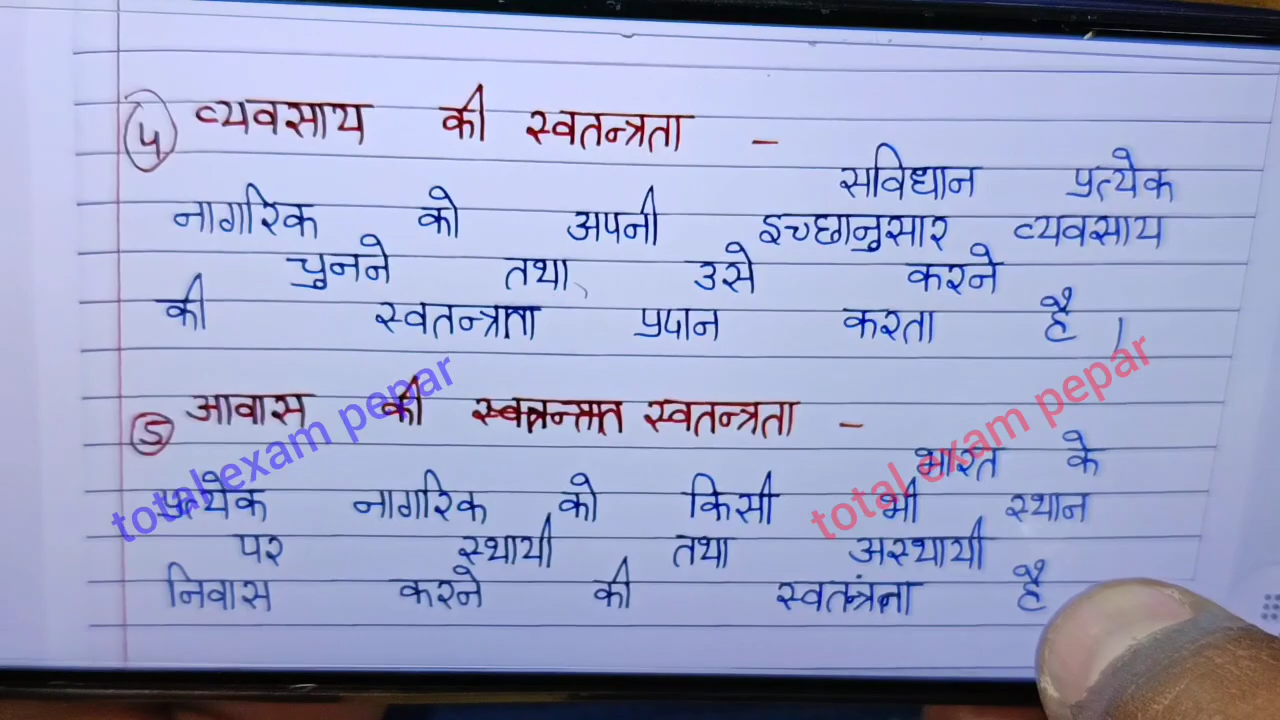 ५ व्यवसाय की स्वतन्त्रता -
सविधान प्रत्येक
नागरिक को अपनी इच्छानुसार व्यवसाय
चुनने तथा उसे करने
की स्वतन्त्रता प्रदान करता है ।
5 आवास की स्वतन्त्रता -
भारत के
प्रत्येक नागरिक को किसी भी स्थान
पर स्थायी तथा अस्थायी
निवास करने की स्वतंत्रता है
total exam pepar
total exam pepar